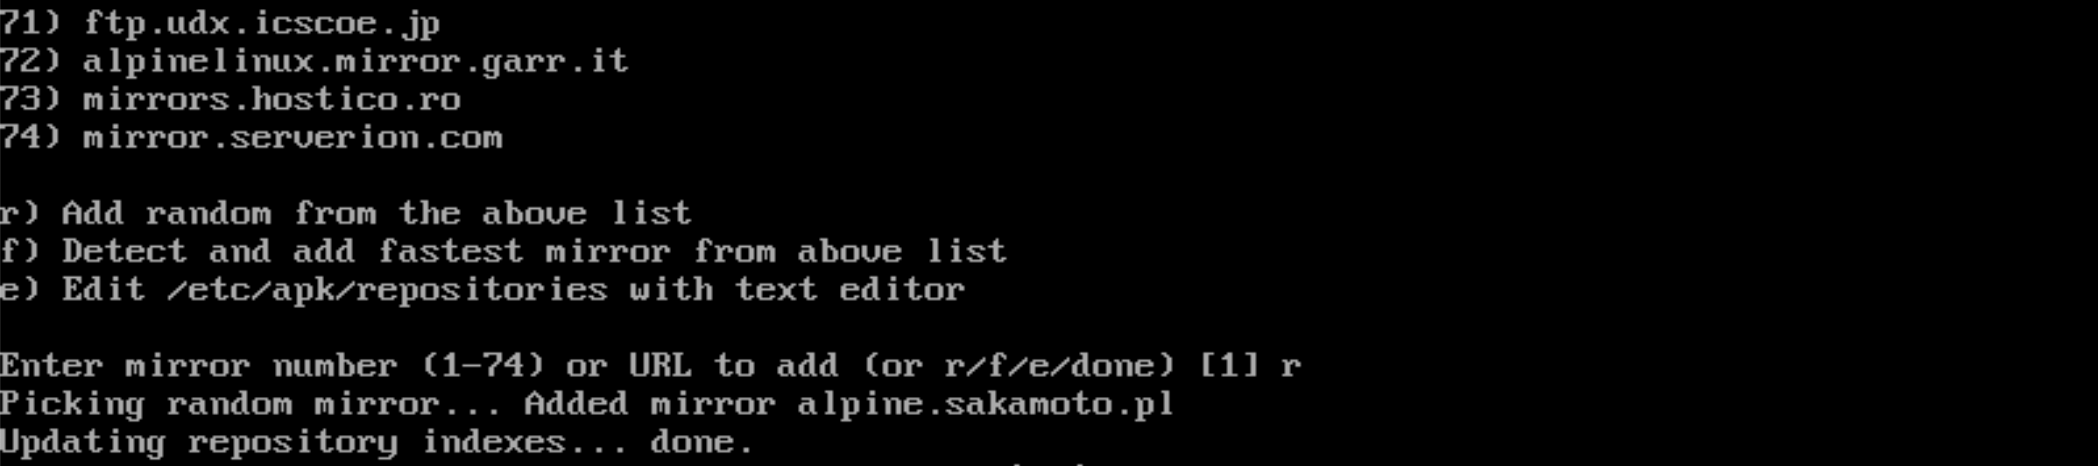 71) ftp.udx.icscoe.jp
72) alpinelinux.mirror.garr.it
73) mirrors.hostico.ro
74) mirror.serverion.com
r) Add random from the above list
f) Detect and add fastest mirror from above list
e) Edit /etc/apk/repositories with text editor
Enter mirror number (1-74) or URL to add (or r/f/e/done) [1] r
Picking random mirror... Added mirror alpine.sakamoto.pl
Updating repository indexes... done.